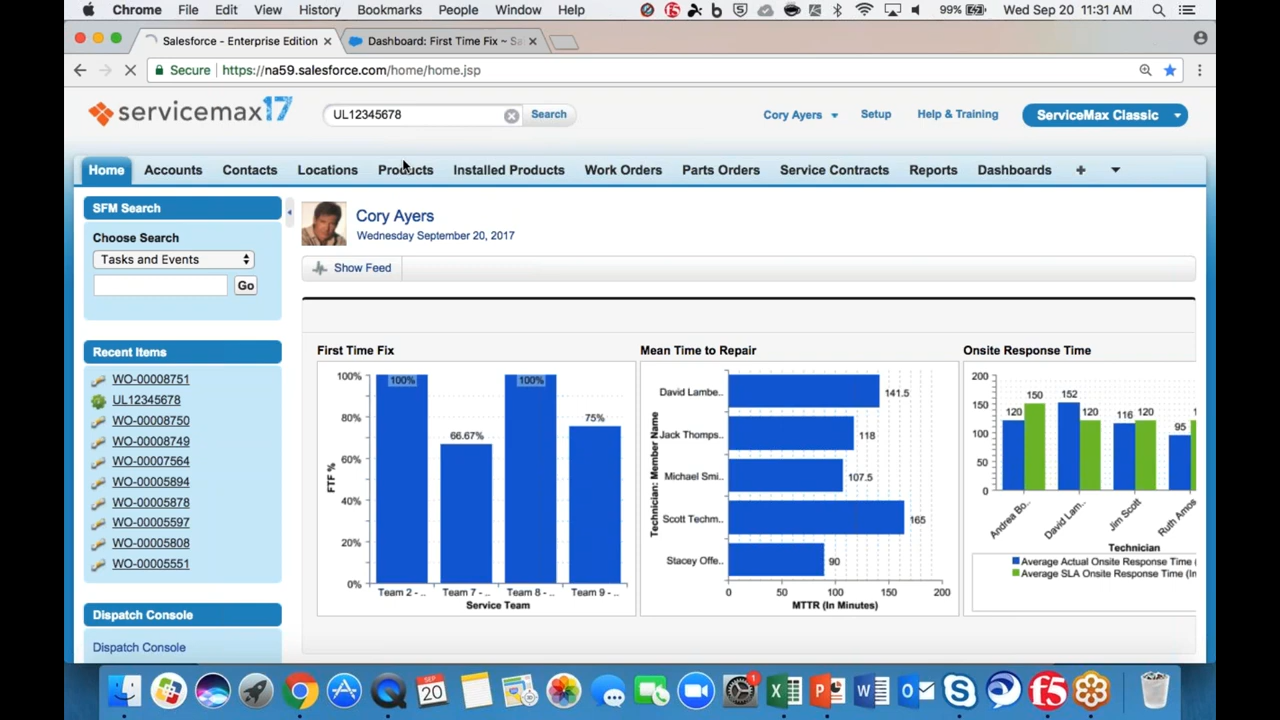 Chrome File Edit View History Bookmarks People Window Help 99% Wed Sep 20 11:31 AM
Salesforce - Enterprise Edition Dashboard: First Time Fix ~ Sa
Secure https://na59.salesforce.com/home/home.jsp
servicemax17 UL12345678 Search Cory Ayers Setup Help & Training ServiceMax Classic
Home Accounts Contacts Locations Products Installed Products Work Orders Parts Orders Service Contracts Reports Dashboards +
SFM Search
Choose Search
Tasks and Events
Go
Cory Ayers
Wednesday September 20, 2017
Show Feed
Recent Items
WO-00008751
UL12345678
WO-00008750
WO-00008749
WO-00007564
WO-00005894
WO-00005878
WO-00005597
WO-00005808
WO-00005551
Dispatch Console
Dispatch Console
First Time Fix
100% 100% 100%
80% 75%
66.67%
60%
40%
20%
0%
FTF %
Team 2 - .. Team 7 - .. Team 8 - .. Team 9 - ..
Service Team
Mean Time to Repair
Technician: Member Name
David Lambe.. 141.5
Jack Thomps.. 118
Michael Smi.. 107.5
Scott Techm.. 165
Stacey Offe.. 90
0 50 100 150 200
MTTR (In Minutes)
Onsite Response Time
200
150
100
50
0
120 150 152 120 116 120 95
Andrea Bo.. David Lam.. Jim Scott Ruth Amos
Technician
Average Actual Onsite Response Time (
Average SLA Onsite Response Time (In
SEP
20
1
f5